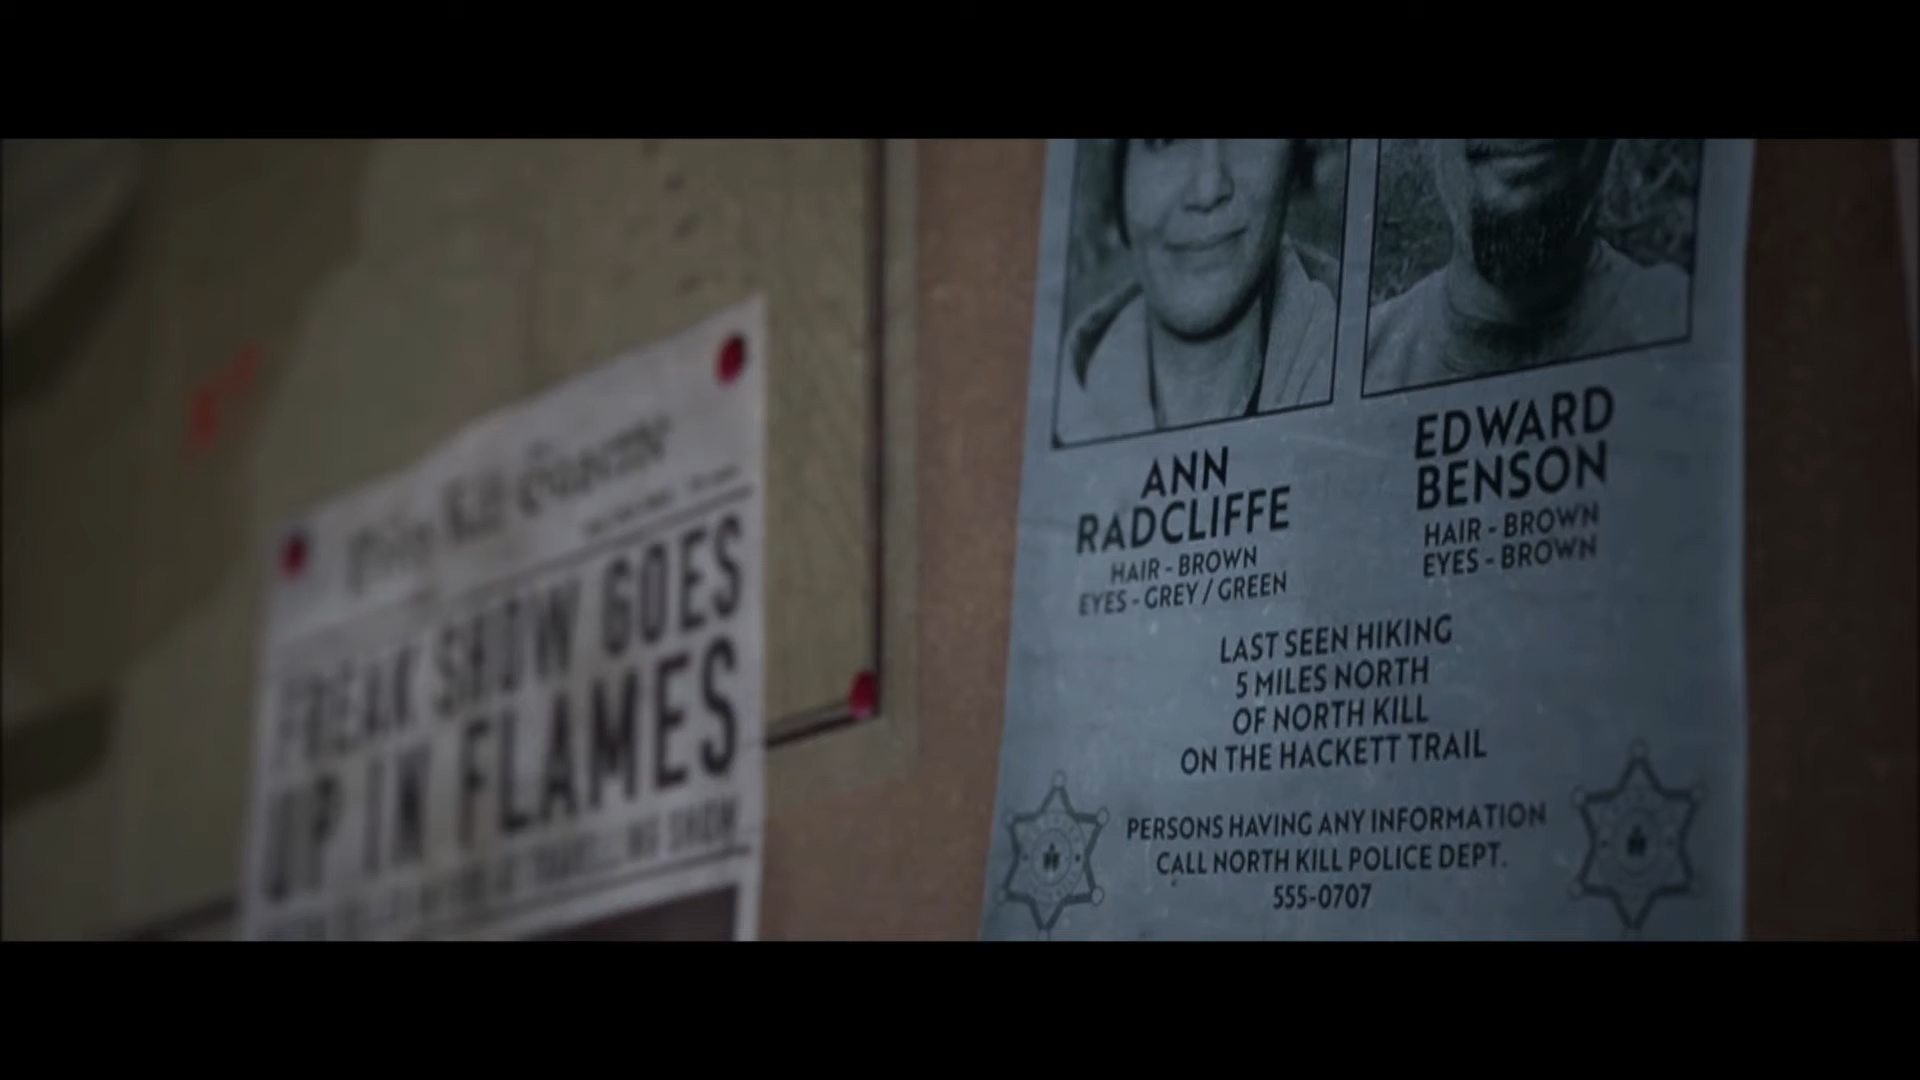 FREAK SHOW GOES
UP IN FLAMES
SHOW
ANN
RADCLIFFE
HAIR - BROWN
EYES - GREY / GREEN
EDWARD
BENSON
HAIR - BROWN
EYES - BROWN
LAST SEEN HIKING
5 MILES NORTH
OF NORTH KILL
ON THE HACKETT TRAIL
PERSONS HAVING ANY INFORMATION
CALL NORTH KILL POLICE DEPT.
555-0707